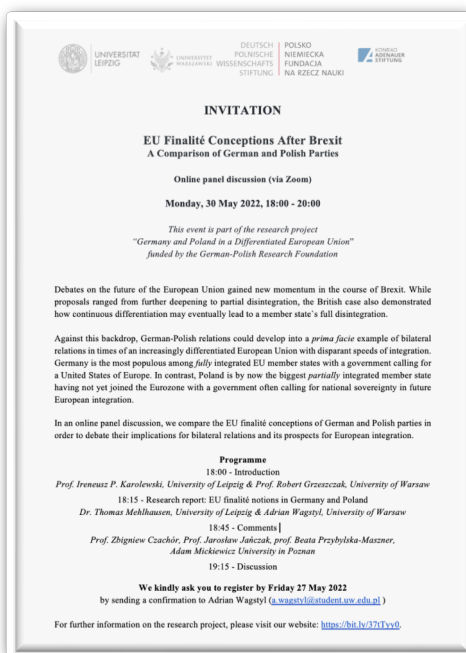 UNIVERSITÄT
LEIPZIG
UNIWERSYTET
WARSZAWSKI
DEUTSCH
POLNISCHE
WISSENSCHAFTS
STIFTUNG
POLSKO
NIEMIECKA
FUNDACJA
NA RZECZ NAUKI
KONRAD
ADENAUER
STIFTUNG
INVITATION
EU Finalité Conceptions After Brexit
A Comparison of German and Polish Parties
Online panel discussion (via Zoom)
Monday, 30 May 2022, 18:00 - 20:00
This event is part of the research project
"Germany and Poland in a Differentiated European Union"
funded by the German-Polish Research Foundation
Debates on the future of the European Union gained new momentum in the course of Brexit. While
proposals ranged from further deepening to partial disintegration, the British case also demonstrated
how continuous differentiation may eventually lead to a member state`s full disintegration.
Against this backdrop, German-Polish relations could develop into a prima facie example of bilateral
relations in times of an increasingly differentiated European Union with disparant speeds of integration.
Germany is the most populous among fully integrated EU member states with a government calling for
a United States of Europe. In contrast, Poland is by now the biggest partially integrated member state
having not yet joined the Eurozone with a government often calling for national sovereignty in future
European integration.
In an online panel discussion, we compare the EU finalité conceptions of German and Polish parties in
order to debate their implications for bilateral relations and its prospects for European integration.
Programme
18:00 - Introduction
Prof. Ireneusz P. Karolewski, University of Leipzig & Prof. Robert Grzeszczak, University of Warsaw
18:15 - Research report: EU finalité notions in Germany and Poland
Dr. Thomas Mehlhausen, University of Leipzig & Adrian Wagstyl, University of Warsaw
18:45 - Comments
Prof. Zbigniew Czachór, Prof. Jarosław Jańczak, prof. Beata Przybylska-Maszner,
Adam Mickiewicz University in Poznan
19:15 - Discussion
We kindly ask you to register by Friday 27 May 2022
by sending a confirmation to Adrian Wagstyl (a.wagstyl@student.uw.edu.pl )
For further information on the research project, please visit our website: https://bit.ly/37tTyy0.